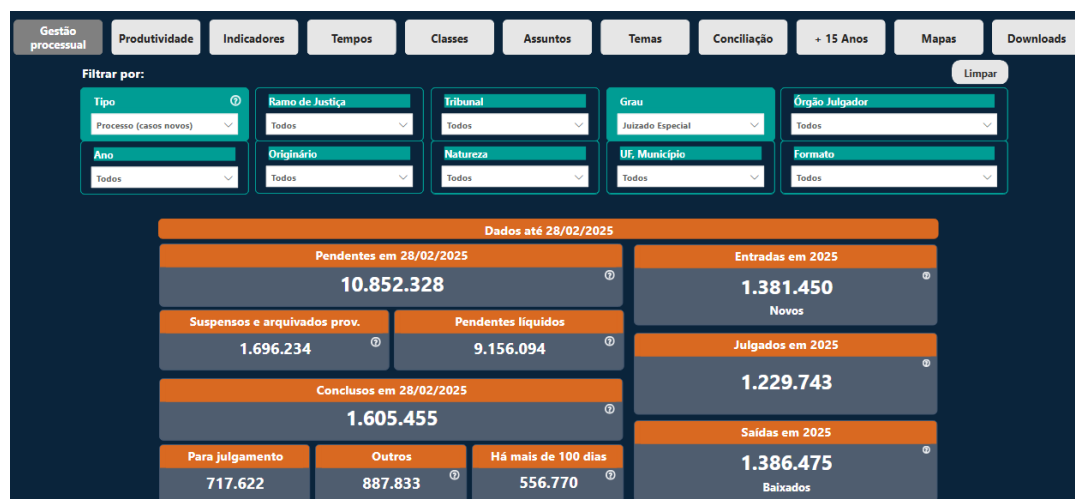 Gestão
processual
Produtividade
Indicadores
Tempos
Classes
Assuntos
Temas
Conciliação
+ 15 Anos
Mapas
Downloads
Filtrar por:
Limpar
Tipo
Ramo de Justiça
Tribunal
Grau
Órgão Julgador
Processo (casos novos)
Todos
Todos
Juizado Especial
Todos
Ano
Originário
Natureza
UF, Município
Formato
Todos
Todos
Todos
Todos
Todos
Dados até 28/02/2025
Pendentes em 28/02/2025
10.852.328
Entradas em 2025
1.381.450
Novos
Suspensos e arquivados prov.
1.696.234
Pendentes líquidos
9.156.094
Julgados em 2025
1.229.743
Conclusos em 28/02/2025
1.605.455
Saídas em 2025
1.386.475
Baixados
Para julgamento
717.622
Outros
887.833
Há mais de 100 dias
556.770